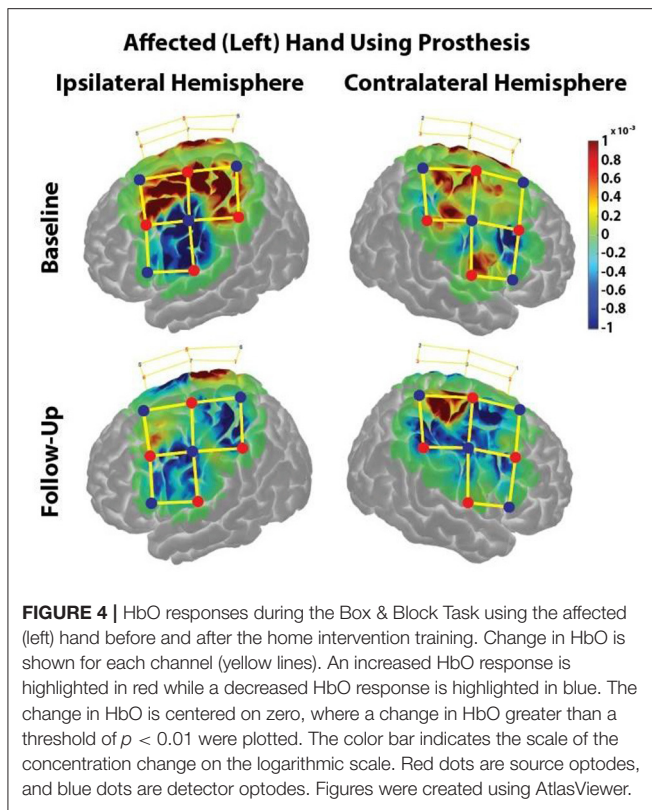 Affected (Left) Hand Using Prosthesis
Ipsilateral Hemisphere
Contralateral Hemisphere
Baseline
Follow-Up
1 x 10⁻³
0.8
0.6
0.4
0.2
0
-0.2
-0.4
-0.6
-0.8
-1
FIGURE 4 | HbO responses during the Box & Block Task using the affected
(left) hand before and after the home intervention training. Change in HbO is
shown for each channel (yellow lines). An increased HbO response is
highlighted in red while a decreased HbO response is highlighted in blue. The
change in HbO is centered on zero, where a change in HbO greater than a
threshold of p < 0.01 were plotted. The color bar indicates the scale of the
concentration change on the logarithmic scale. Red dots are source optodes,
and blue dots are detector optodes. Figures were created using AtlasViewer.